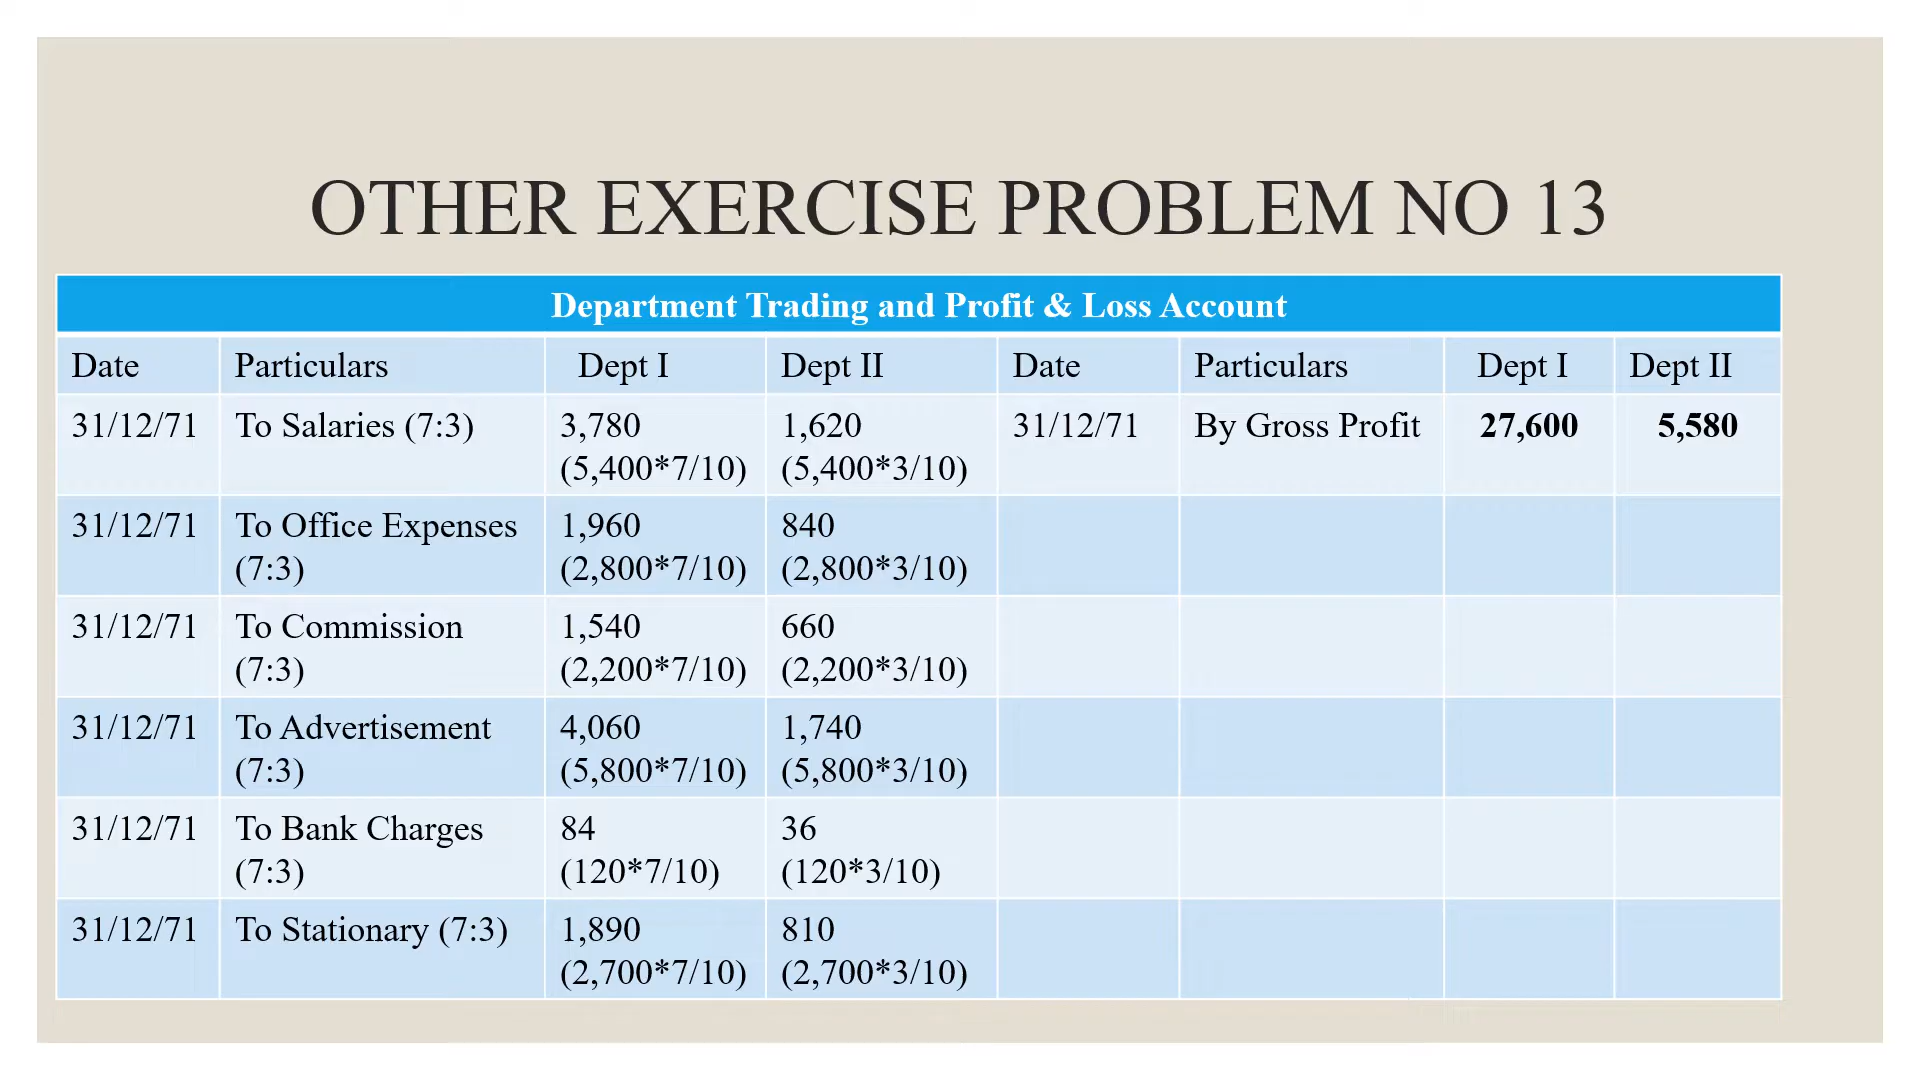 OTHER EXERCISE PROBLEM NO 13
Department Trading and Profit & Loss Account
Date Particulars Dept I Dept II Date Particulars Dept I Dept II
31/12/71 To Salaries (7:3) 3,780 1,620 31/12/71 By Gross Profit 27,600 5,580
(5,400*7/10) (5,400*3/10)
31/12/71 To Office Expenses 1,960 840
(7:3) (2,800*7/10) (2,800*3/10)
31/12/71 To Commission 1,540 660
(7:3) (2,200*7/10) (2,200*3/10)
31/12/71 To Advertisement 4,060 1,740
(7:3) (5,800*7/10) (5,800*3/10)
31/12/71 To Bank Charges 84 36
(7:3) (120*7/10) (120*3/10)
31/12/71 To Stationary (7:3) 1,890 810
(2,700*7/10) (2,700*3/10)